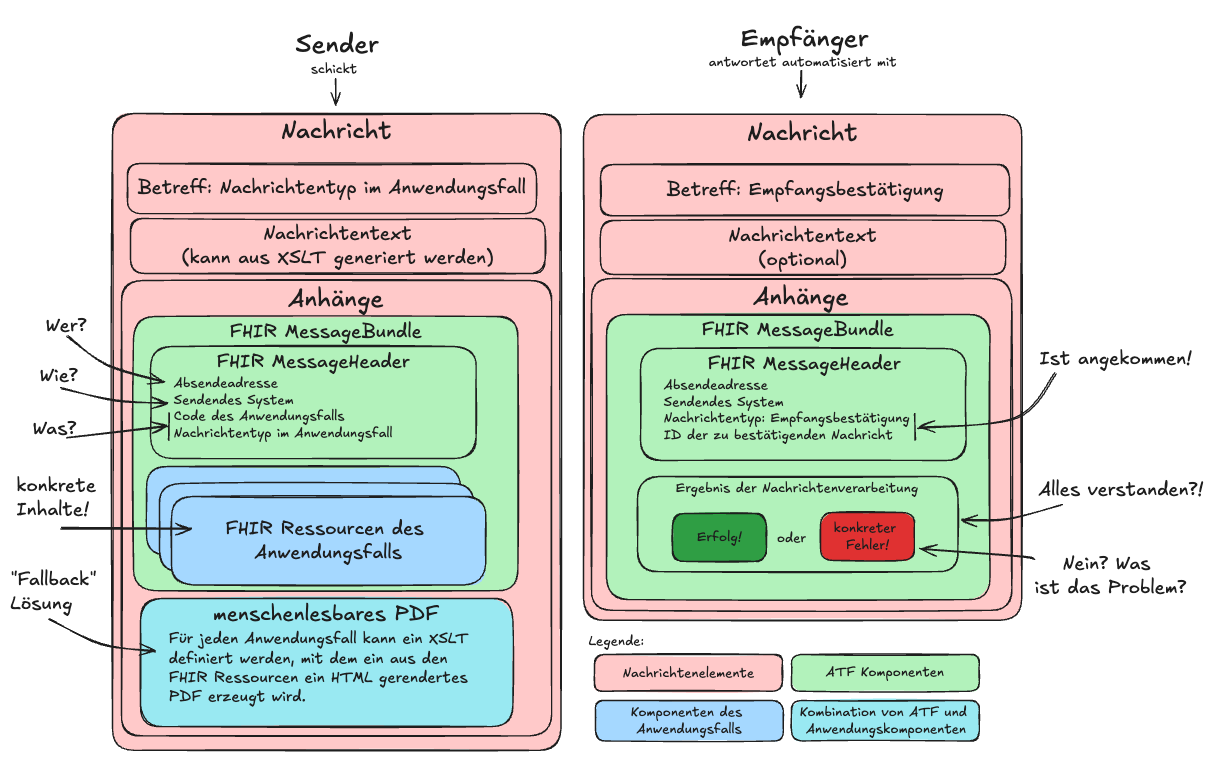 Sender
schickt
Nachricht
Betreff: Nachrichtentyp im Anwendungsfall
Nachrichtentext
(kann aus XSLT generiert werden)
Anhänge
FHIR MessageBundle
FHIR MessageHeader
Absendeadresse
Sendendes System
Code des Anwendungsfalls
Nachrichtentyp im Anwendungsfall
Wer?
Wie?
Was?
konkrete
Inhalte!
FHIR Ressourcen des
Anwendungsfalls
"Fallback"
Lösung
menschenlesbares PDF
Für jeden Anwendungsfall kann ein XSLT
definiert werden, mit dem ein aus den
FHIR Ressourcen ein HTML gerendertes
PDF erzeugt wird.
Empfänger
antwortet automatisiert mit
Nachricht
Betreff: Empfangsbestätigung
Nachrichtentext
(optional)
Anhänge
FHIR MessageBundle
FHIR MessageHeader
Absendeadresse
Sendendes System
Nachrichtentyp: Empfangsbestätigung
ID der zu bestätigenden Nachricht
Ist angekommen!
Ergebnis der Nachrichtenverarbeitung
Erfolg!
oder
konkreter
Fehler!
Alles verstanden?!
Nein? Was
ist das Problem?
Legende:
Nachrichtenelemente
ATF Komponenten
Komponenten des
Anwendungsfalls
Kombination von ATF und
Anwendungskomponenten